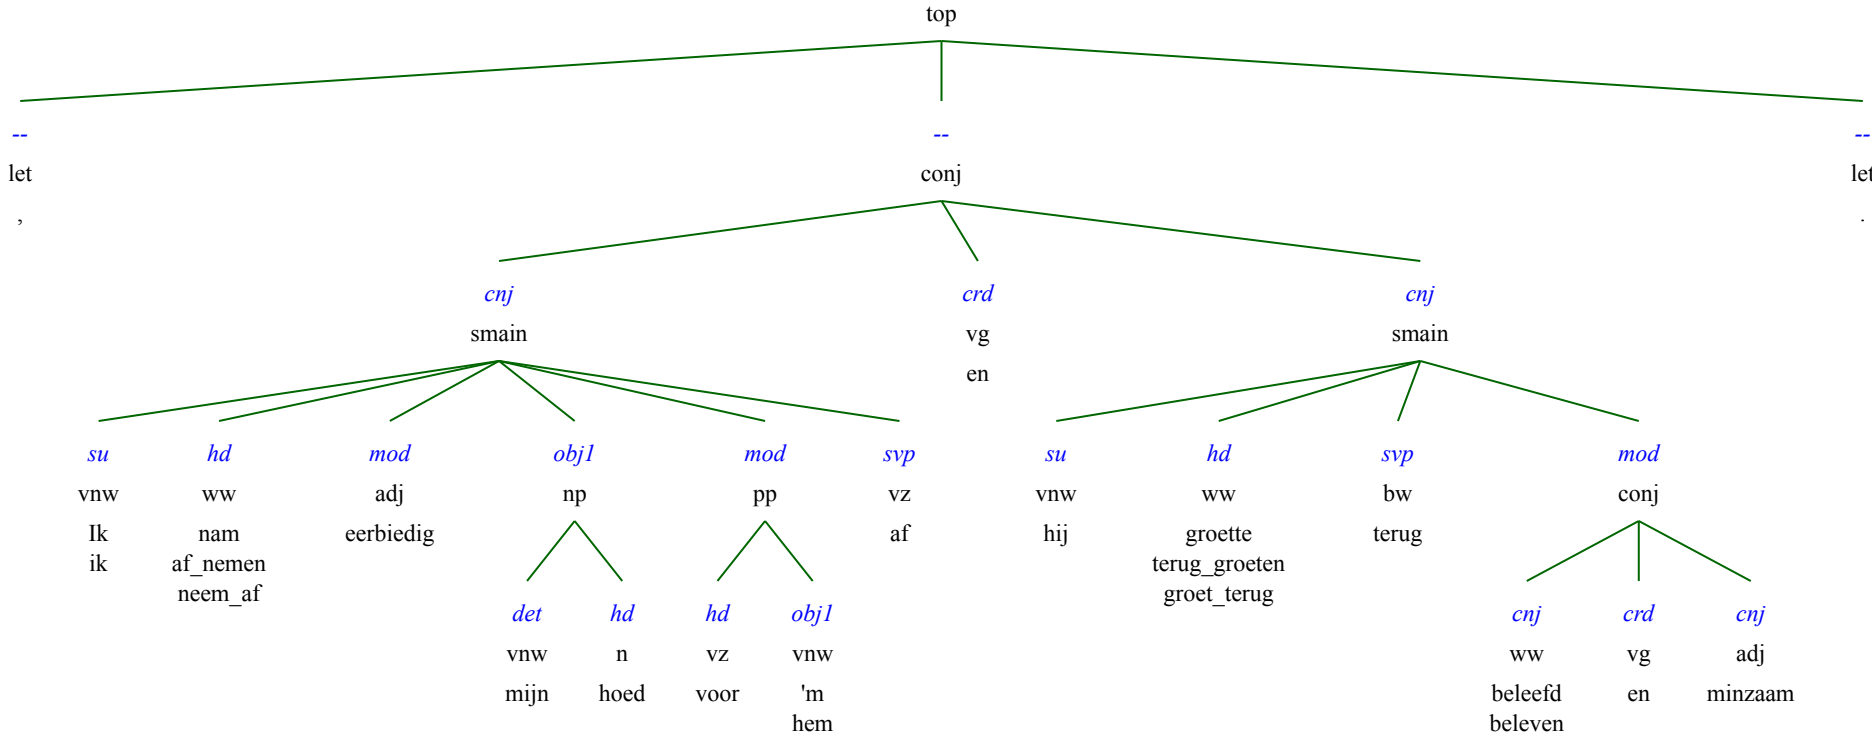 top
-- -- --
let conj let
, .
cnj crd cnj
smain vg smain
en
su hd mod obj1 mod svp su hd svp mod
vnw ww adj np pp vz vnw ww bw conj
Ik nam eerbiedig af hij groette terug
ik af_nemen terug_groeten
neem_af groet_terug
det hd hd obj1 cnj crd cnj
vnw n vz vnw ww vg adj
mijn hoed voor 'm beleefd en minzaam
hem beleven